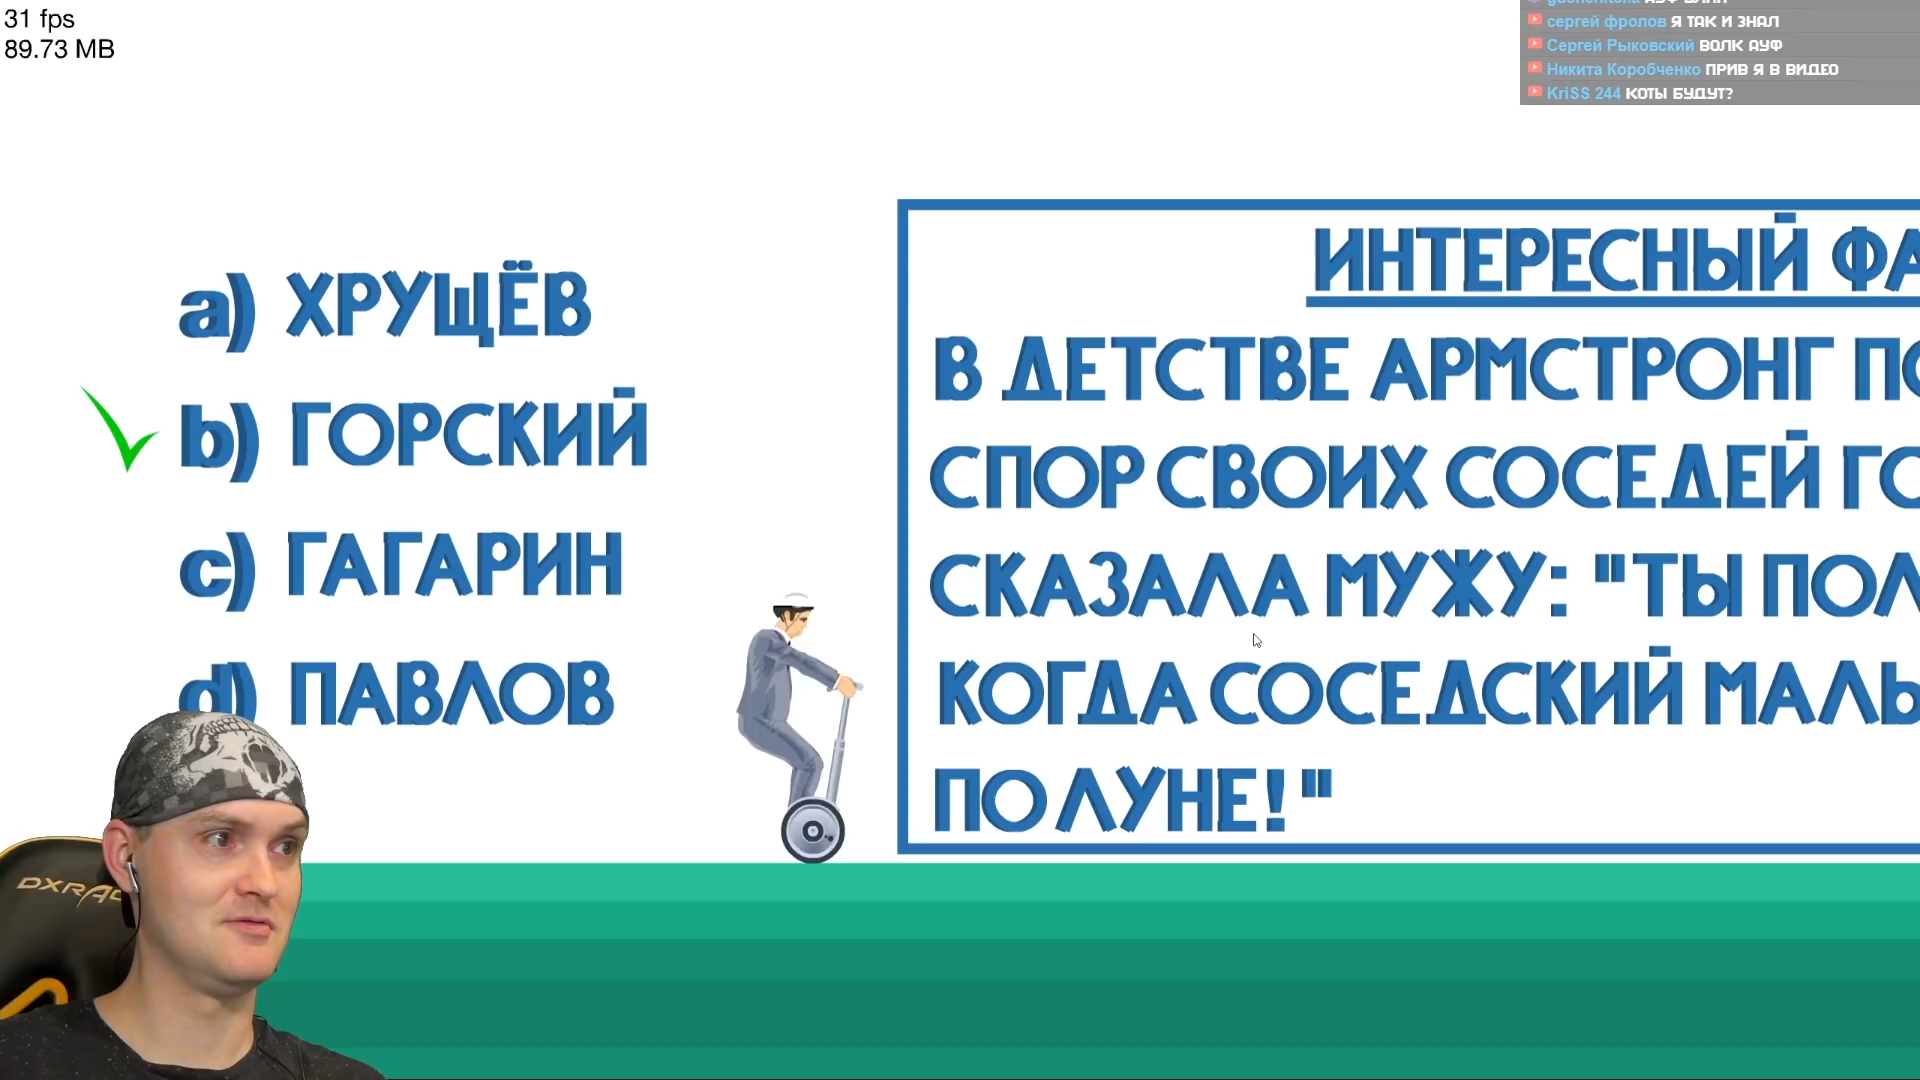 31 fps
89.73 MB
сергей фролов Я ТАК И ЗНАЛ
Сергей Рыковский ВОЛК АУФ
Никита Коробченко ПРИВ Я В ВИДЕО
KriSS 244 КОТЫ БУДУТ?
ИНТЕРЕСНЫЙ ФА
a) ХРУЩЁВ
b) ГОРСКИЙ
c) ГАГАРИН
d) ПАВЛОВ
В ДЕТСТВЕ АРМСТРОНГ ПО
СПОР СВОИХ СОСЕДЕЙ ГО
СКАЗАЛА МУЖУ: "ТЫ ПОЛ
КОГДА СОСЕДСКИЙ МАЛЬ
ПО ЛУНЕ!"